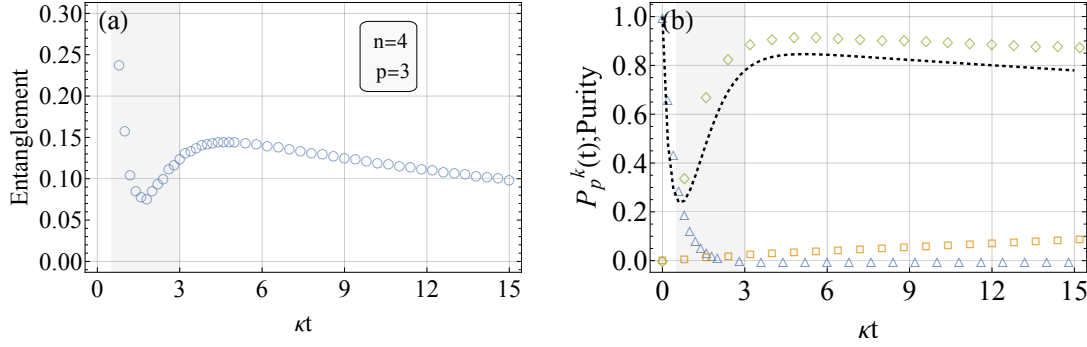 (a)
n=4
p=3
Entanglement
0.30
0.25
0.20
0.15
0.10
0.05
0.00
0 3 6 9 12 15
κt
(b)
P_p^k(t);Purity
1.0
0.8
0.6
0.4
0.2
0.0
0 3 6 9 12 15
κt